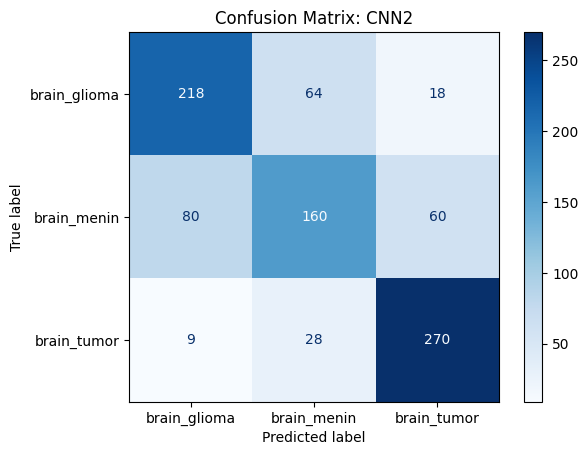 Confusion Matrix: CNN2
True label
brain_glioma
218 64 18
brain_menin
80 160 60
brain_tumor
9 28 270
brain_glioma brain_menin brain_tumor
Predicted label
250
200
150
100
50